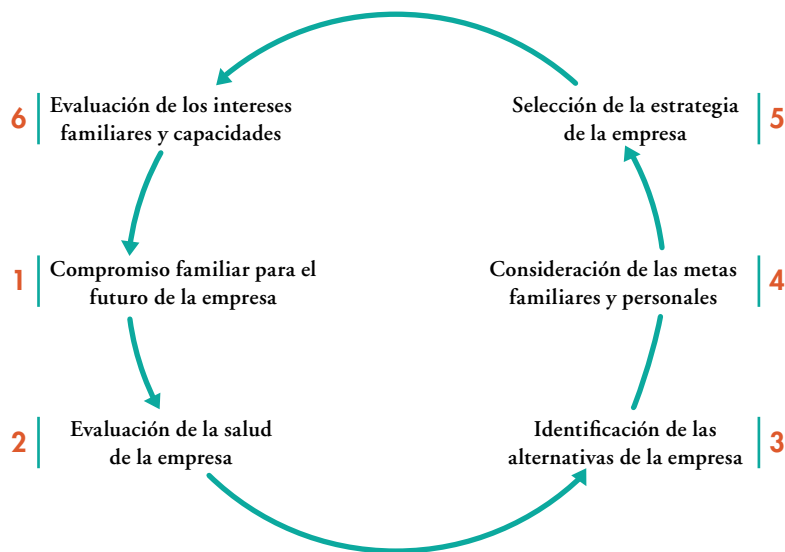 6
Evaluación de los intereses
familiares y capacidades
Selección de la estrategia
de la empresa
5
1
Compromiso familiar para el
futuro de la empresa
Consideración de las metas
familiares y personales
4
2
Evaluación de la salud
de la empresa
Identificación de las
alternativas de la empresa
3